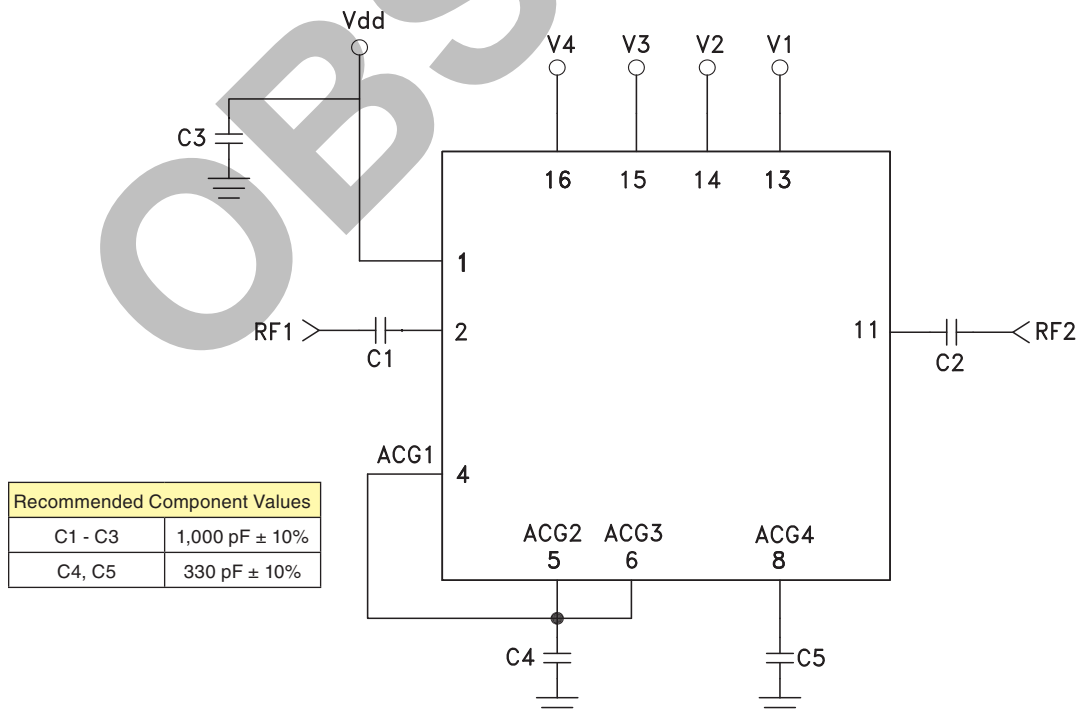 OBS
Vdd
V4 V3 V2 V1
C3
16 15 14 13
1
RF1 C1 2
11 C2 RF2
ACG1 4
Recommended Component Values
C1 - C3 1,000 pF ± 10%
C4, C5 330 pF ± 10%
ACG2 ACG3 ACG4
5 6 8
C4 C5